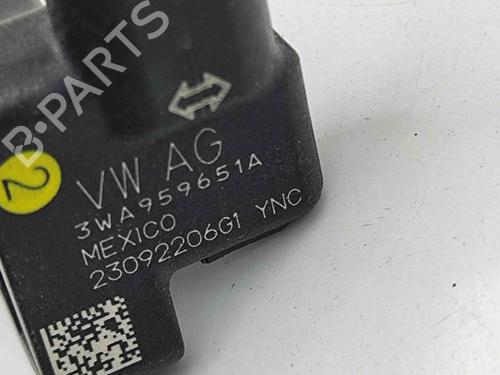 B-PARTS
2
VW AG
3WA959651A
MEXICO
23092206G1 YNC